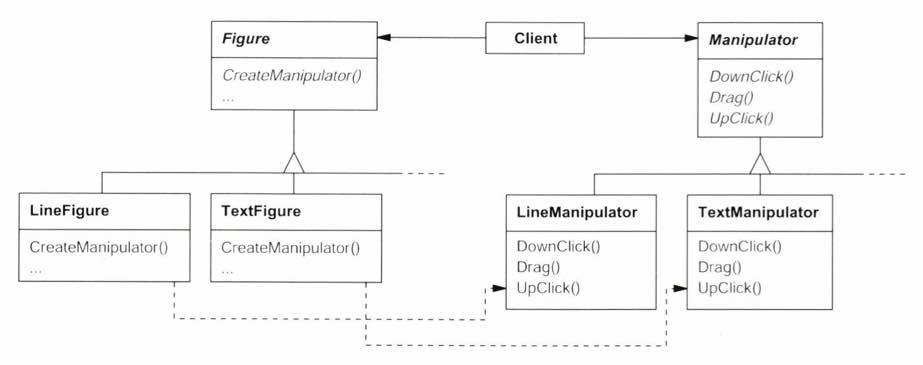 Figure
CreateManipulator()
...
Client
Manipulator
DownClick()
Drag()
UpClick()
LineFigure
CreateManipulator()
...
TextFigure
CreateManipulator()
...
LineManipulator
DownClick()
Drag()
UpClick()
TextManipulator
DownClick()
Drag()
UpClick()